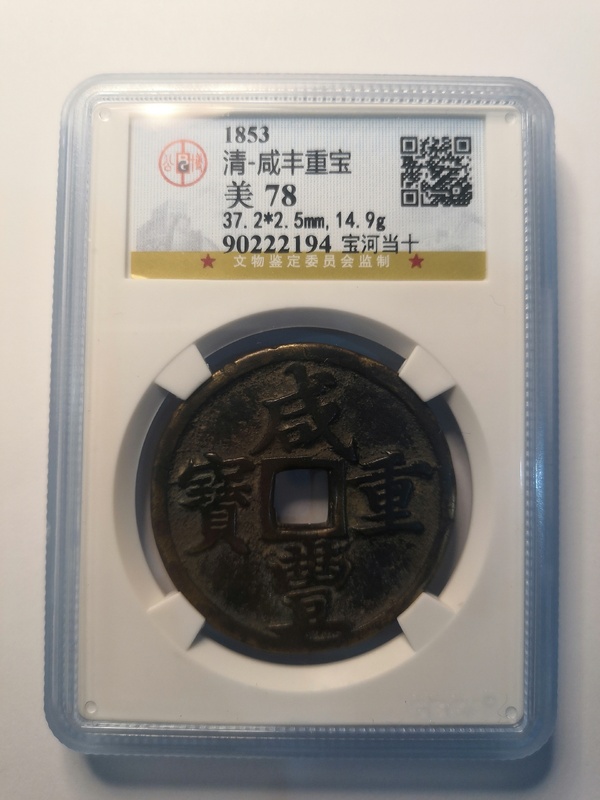 1853
清-咸丰重宝
美 78
37.2*2.5mm,14.9g
90222194 宝河当十
★ 文物鉴定委员会监制 ★
咸
寶 重
豐